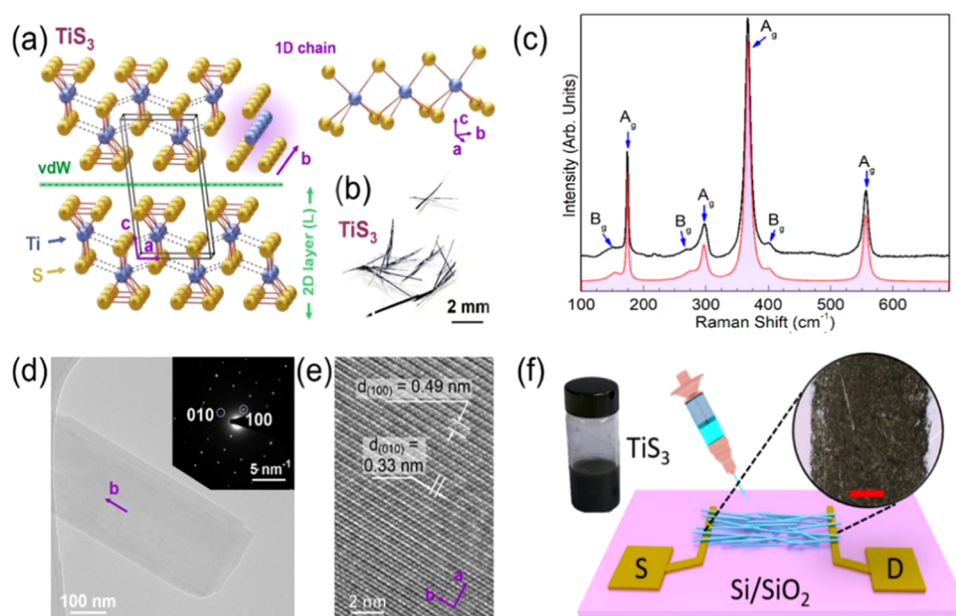 (a)
TiS3
1D chain
c
b
a
b
vdW
c
a
Ti
S
2D layer (L)
(b)
TiS3
2 mm
(c)
Intensity (Arb. Units)
Ag
Ag
Ag
Ag
Bg
Bg
Bg
100 200 300 400 500 600
Raman Shift (cm-1)
(d)
010
100
5 nm-1
b
100 nm
(e)
d(100) = 0.49 nm
d(010) =
0.33 nm
a
b
2 nm
(f)
TiS3
S
D
Si/SiO2